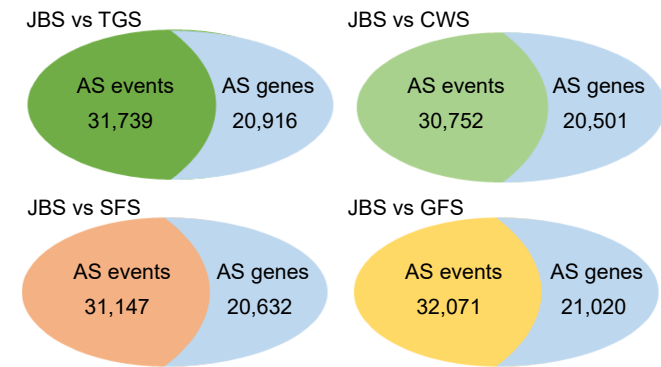 JBS vs TGS
AS events
31,739
AS genes
20,916
JBS vs CWS
AS events
30,752
AS genes
20,501
JBS vs SFS
AS events
31,147
AS genes
20,632
JBS vs GFS
AS events
32,071
AS genes
21,020